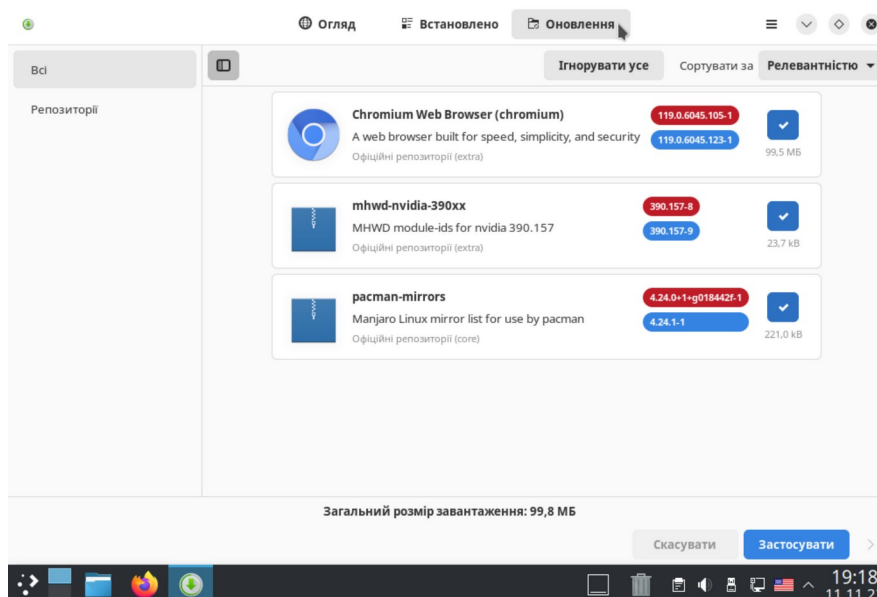 Огляд
Встановлено
Оновлення
Всі
Репозиторії
Ігнорувати усе
Сортувати за
Релевантністю
Chromium Web Browser (chromium)
A web browser built for speed, simplicity, and security
Офіційні репозиторії (extra)
119.0.6045.105-1
119.0.6045.123-1
99,5 МБ
mhwd-nvidia-390xx
MHWD module-ids for nvidia 390.157
Офіційні репозиторії (extra)
390.157-8
390.157-9
23,7 kB
pacman-mirrors
Manjaro Linux mirror list for use by pacman
Офіційні репозиторії (core)
4.24.0+1+g018442f-1
4.24.1-1
221,0 kB
Загальний розмір завантаження: 99,8 МБ
Скасувати
Застосувати
19:18